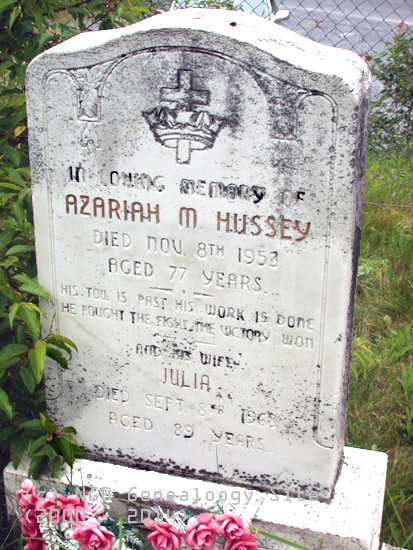 IN LOVING MEMORY OF
AZARIAH M. HUSSEY
DIED NOV. 8TH 1953
AGED 77 YEARS
HIS TOIL IS PAST HIS WORK IS DONE
HE FOUGHT THE FIGHT THE VICTORY WON
AND HIS WIFE
JULIA
DIED SEPT. 8TH
AGED 89 YEARS
NGB Genealogy Site